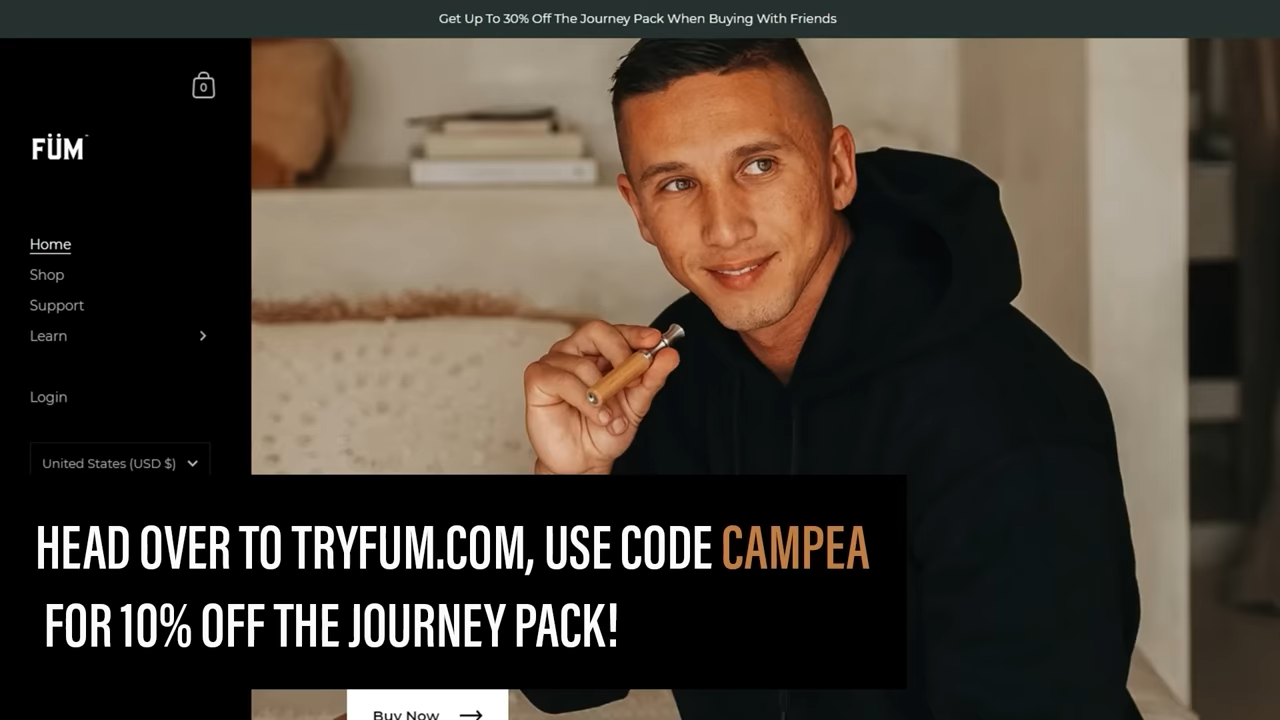 Get Up To 30% Off The Journey Pack When Buying With Friends
0
FÜM
Home
Shop
Support
Learn
Login
United States (USD $)
HEAD OVER TO TRYFUM.COM, USE CODE CAMPEA
FOR 10% OFF THE JOURNEY PACK!
Buy Now